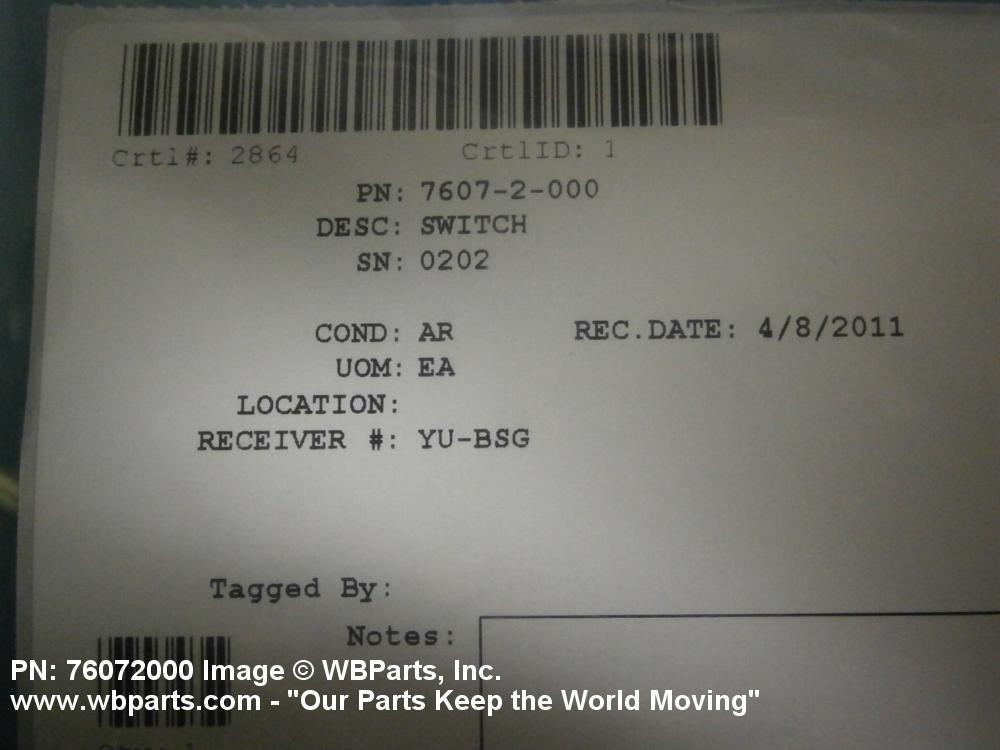 Crtl#: 2864 CrtlID: 1
PN: 7607-2-000
DESC: SWITCH
SN: 0202
COND: AR REC.DATE: 4/8/2011
UOM: EA
LOCATION:
RECEIVER #: YU-BSG
Tagged By:
Notes:
PN: 76072000 Image © WBParts, Inc.
www.wbparts.com - "Our Parts Keep the World Moving"